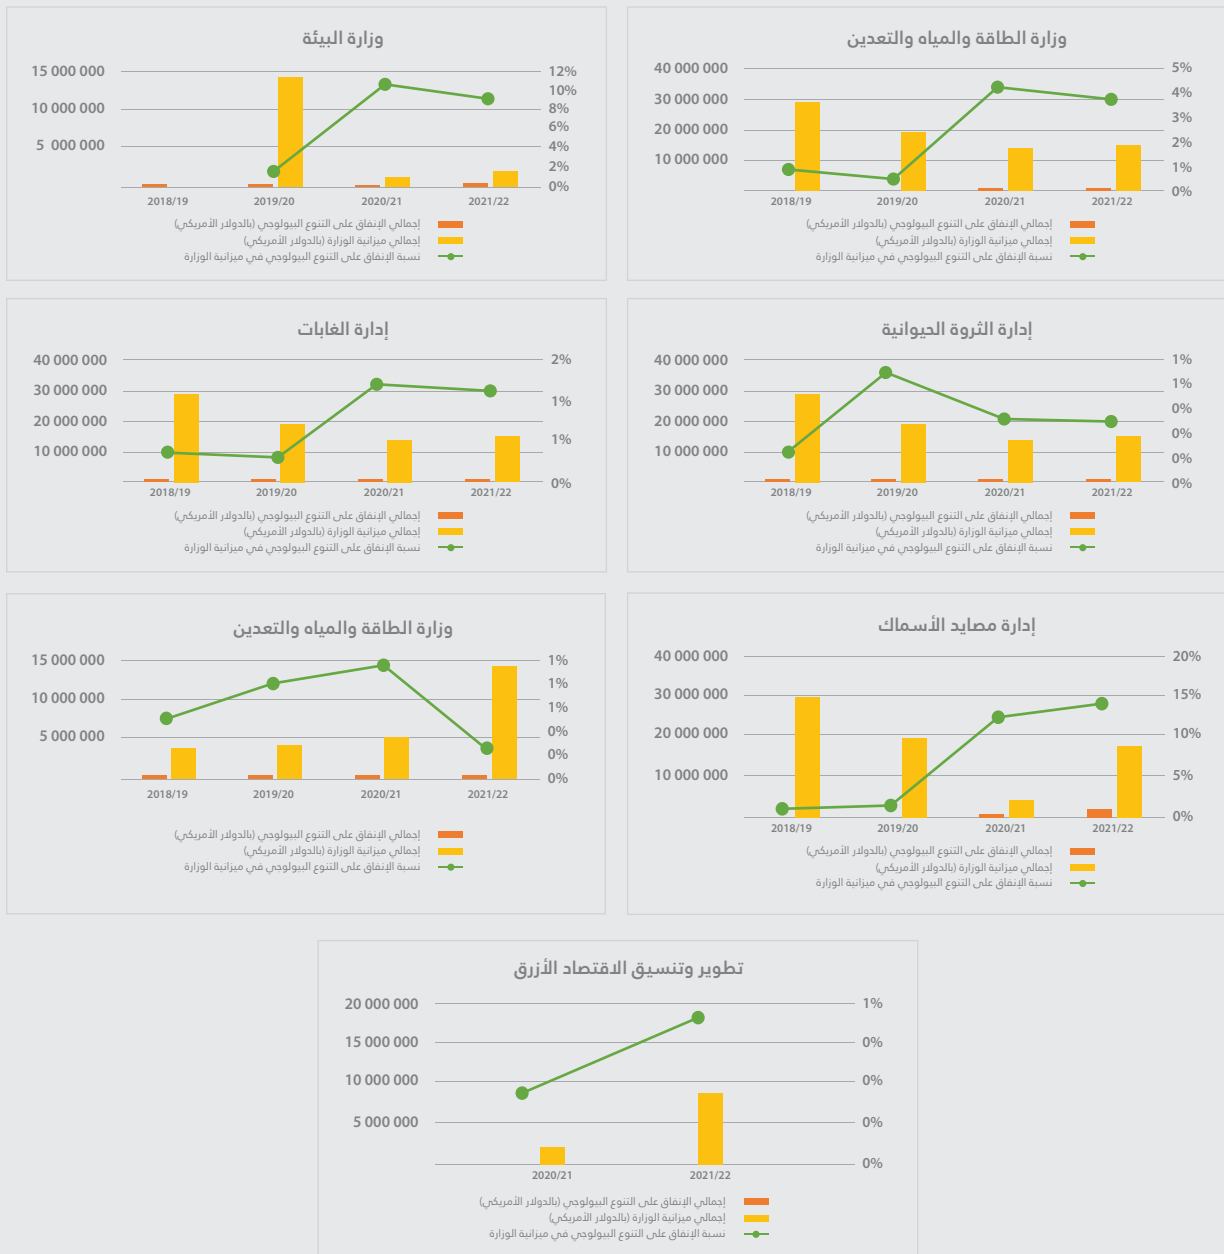 وزارة البيئة
15 000 000
10 000 000
5 000 000
12%
10%
8%
6%
4%
2%
0%
2018/19 2019/20 2020/21 2021/22
إجمالي الإنفاق على التنوع البيولوجي (بالدولار الأمريكي)
إجمالي ميزانية الوزارة (بالدولار الأمريكي)
نسبة الإنفاق على التنوع البيولوجي في ميزانية الوزارة
وزارة الطاقة والمياه والتعدين
40 000 000
30 000 000
20 000 000
10 000 000
5%
4%
3%
2%
1%
0%
2018/19 2019/20 2020/21 2021/22
إجمالي الإنفاق على التنوع البيولوجي (بالدولار الأمريكي)
إجمالي ميزانية الوزارة (بالدولار الأمريكي)
نسبة الإنفاق على التنوع البيولوجي في ميزانية الوزارة
إدارة الغابات
40 000 000
30 000 000
20 000 000
10 000 000
2%
1%
1%
0%
2018/19 2019/20 2020/21 2021/22
إجمالي الإنفاق على التنوع البيولوجي (بالدولار الأمريكي)
إجمالي ميزانية الوزارة (بالدولار الأمريكي)
نسبة الإنفاق على التنوع البيولوجي في ميزانية الوزارة
إدارة الثروة الحيوانية
40 000 000
30 000 000
20 000 000
10 000 000
1%
1%
0%
0%
0%
0%
2018/19 2019/20 2020/21 2021/22
إجمالي الإنفاق على التنوع البيولوجي (بالدولار الأمريكي)
إجمالي ميزانية الوزارة (بالدولار الأمريكي)
نسبة الإنفاق على التنوع البيولوجي في ميزانية الوزارة
وزارة الطاقة والمياه والتعدين
15 000 000
10 000 000
5 000 000
1%
1%
1%
0%
0%
0%
2018/19 2019/20 2020/21 2021/22
إجمالي الإنفاق على التنوع البيولوجي (بالدولار الأمريكي)
إجمالي ميزانية الوزارة (بالدولار الأمريكي)
نسبة الإنفاق على التنوع البيولوجي في ميزانية الوزارة
إدارة مصايد الأسماك
40 000 000
30 000 000
20 000 000
10 000 000
20%
15%
10%
5%
0%
2018/19 2019/20 2020/21 2021/22
إجمالي الإنفاق على التنوع البيولوجي (بالدولار الأمريكي)
إجمالي ميزانية الوزارة (بالدولار الأمريكي)
نسبة الإنفاق على التنوع البيولوجي في ميزانية الوزارة
تطوير وتنسيق الاقتصاد الأزرق
20 000 000
15 000 000
10 000 000
5 000 000
1%
0%
0%
0%
0%
2020/21 2021/22
إجمالي الإنفاق على التنوع البيولوجي (بالدولار الأمريكي)
إجمالي ميزانية الوزارة (بالدولار الأمريكي)
نسبة الإنفاق على التنوع البيولوجي في ميزانية الوزارة